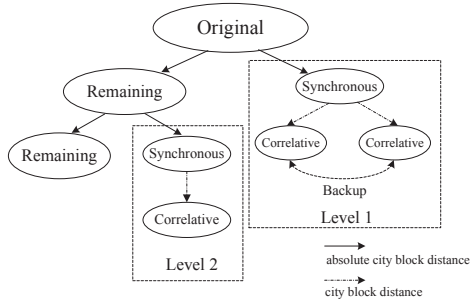 Original
Remaining
Synchronous
Remaining
Synchronous
Correlative
Correlative
Backup
Correlative
Level 1
Level 2
absolute city block distance
city block distance